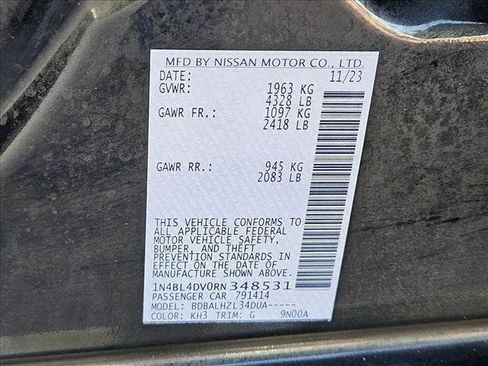 MFD BY NISSAN MOTOR CO., LTD.
DATE: 11/23
GVWR: 1963 KG
4328 LB
GAWR FR.: 1097 KG
2418 LB
GAWR RR.: 945 KG
2083 LB
THIS VEHICLE CONFORMS TO
ALL APPLICABLE FEDERAL
MOTOR VEHICLE SAFETY,
BUMPER, AND THEFT
PREVENTION STANDARDS IN
EFFECT ON THE DATE OF
MANUFACTURE SHOWN ABOVE.
1N4BL4DV0RN348531
PASSENGER CAR 791414
MODEL: BDBALHZL34DUA-----
COLOR: KH3 TRIM: G 9N00A